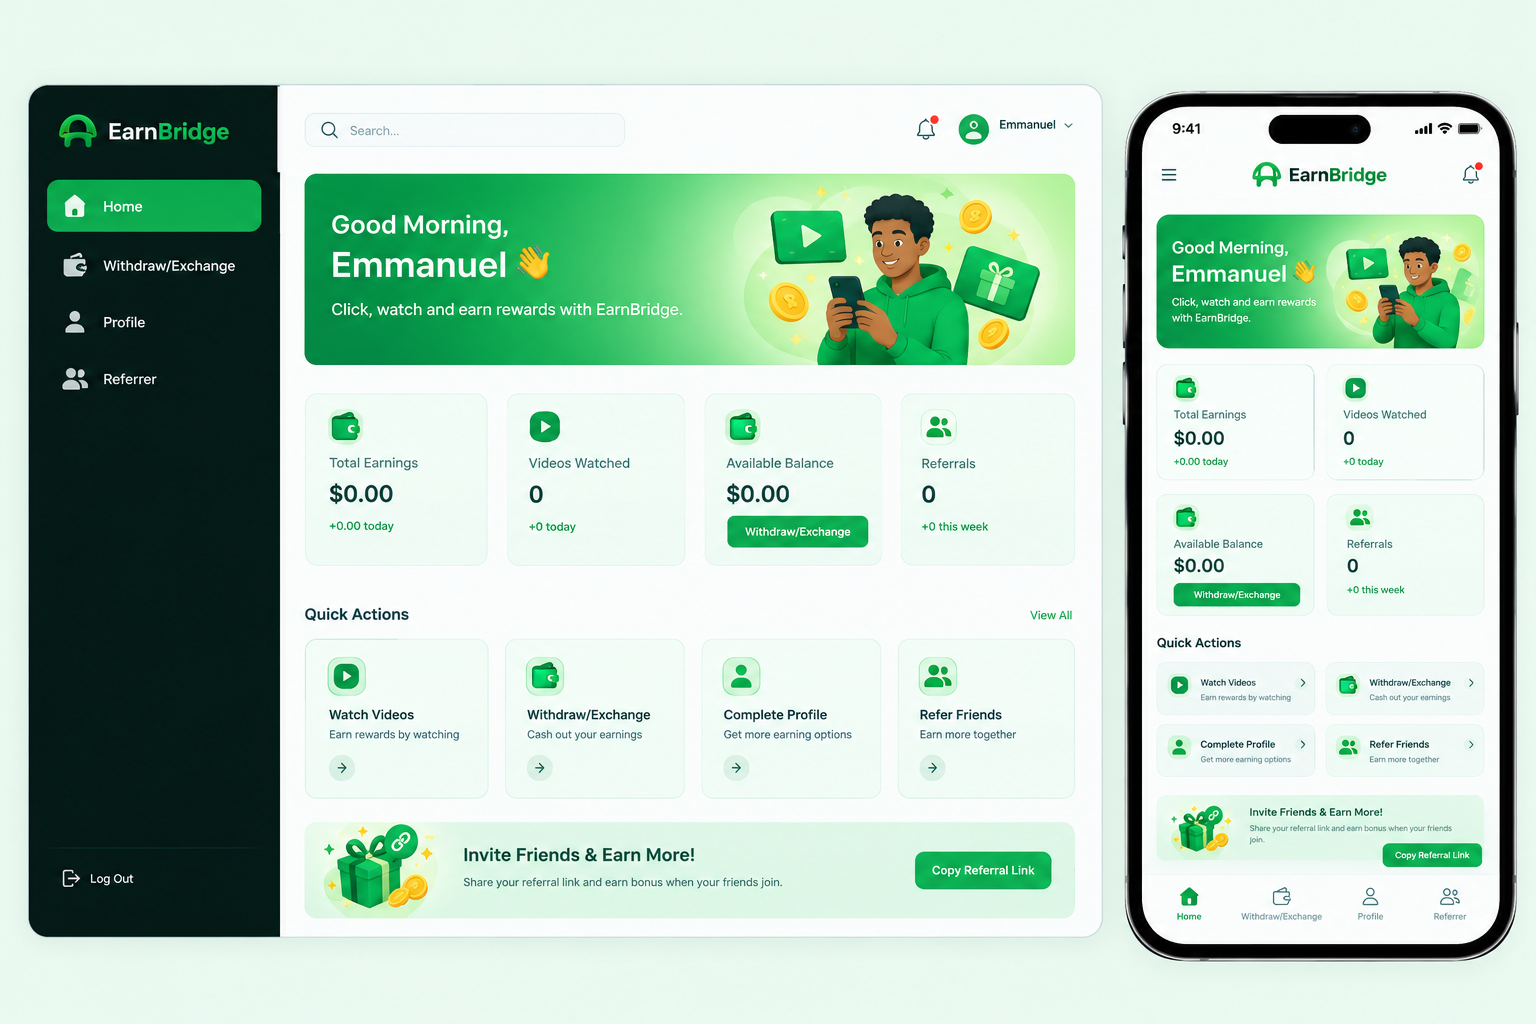 EarnBridge
Home
Withdraw/Exchange
Profile
Referrer
Log Out
Search...
Emmanuel
Good Morning,
Emmanuel 👋
Click, watch and earn rewards with EarnBridge.
Total Earnings
$0.00
+0.00 today
Videos Watched
0
+0 today
Available Balance
$0.00
Withdraw/Exchange
Referrals
0
+0 this week
Quick Actions
View All
Watch Videos
Earn rewards by watching
Withdraw/Exchange
Cash out your earnings
Complete Profile
Get more earning options
Refer Friends
Earn more together
Invite Friends & Earn More!
Share your referral link and earn bonus when your friends join.
Copy Referral Link
9:41
EarnBridge
Good Merning,
Emmanuel 👋
Click, watch and earn rewards
with EarnBridge.
Total Earnings
$0.00
+0.00 today
Videos Watched
0
+0 today
Available Balance
$0.00
Withdraw/Exchange
Referrals
0
+0 this week
Quick Actions
Watch Videos
Earn rewards by watching
Withdraw/Exchange
Cash out your earnings
Complete Profile
Get more earning options
Refer Friends
Earn more together
Invite Friends & Earn More!
Share your referral link and earn bonus when your friends
join.
Copy Referral Link
Home
Withdraw/Exchange
Profile
Referrer